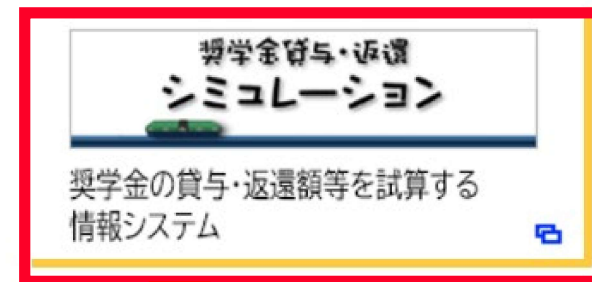 奨学金貸与・返還
シミュレーション
奨学金の貸与・返還額等を試算する
情報システム